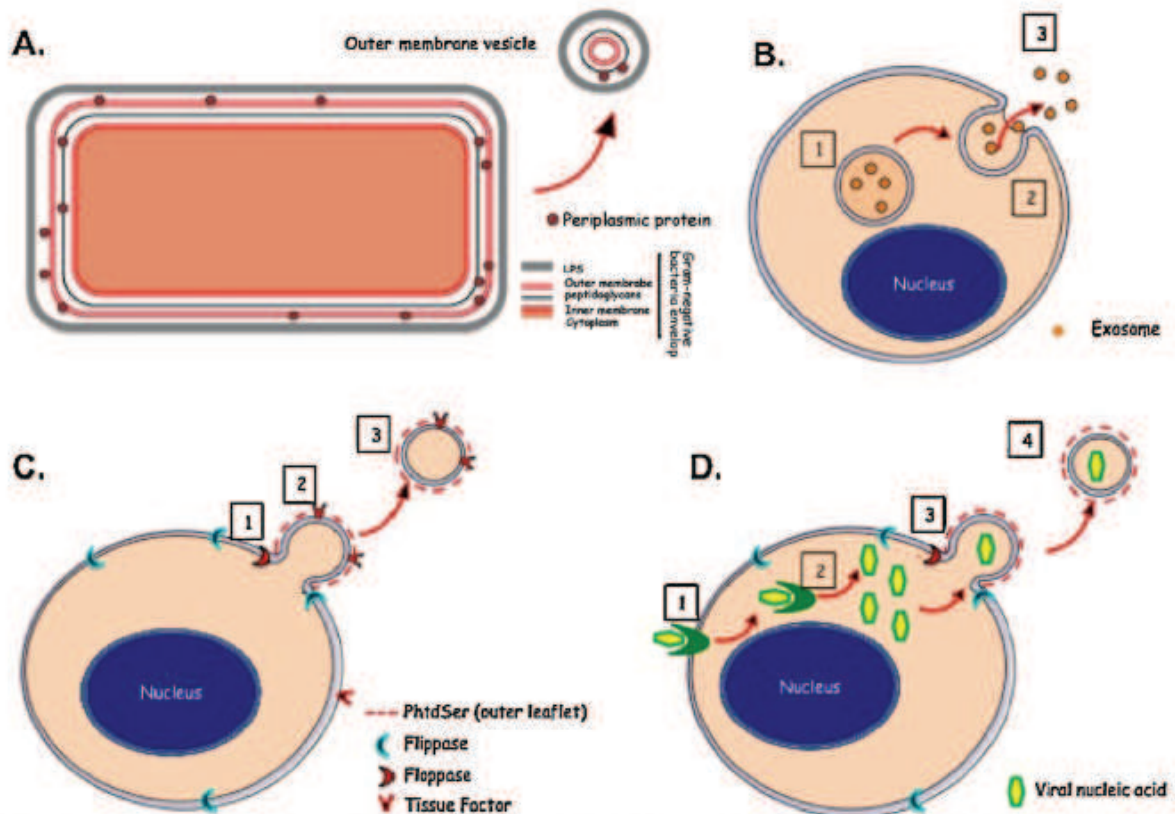 A.
Outer membrane vesicle
Periplasmic protein
LPS
Outer membrabe
peptidoglycans
Inner membrane
Cytoplasm
Gram-negative
bacteria envelop
B.
3
1
2
Nucleus
Exosome
C.
3
2
1
Nucleus
PhtdSer (outer leaflet)
Flippase
Floppase
Tissue Factor
D.
4
3
2
1
Nucleus
Viral nucleic acid